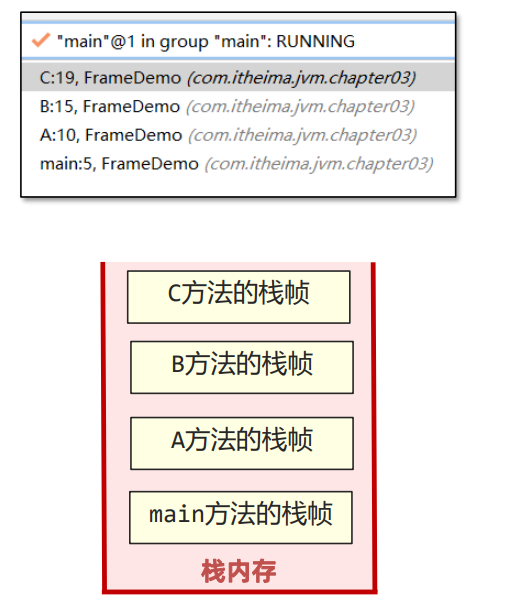 "main"@1 in group "main": RUNNING
C:19, FrameDemo (com.itheima.jvm.chapter03)
B:15, FrameDemo (com.itheima.jvm.chapter03)
A:10, FrameDemo (com.itheima.jvm.chapter03)
main:5, FrameDemo (com.itheima.jvm.chapter03)
C方法的栈帧
B方法的栈帧
A方法的栈帧
main方法的栈帧
栈内存